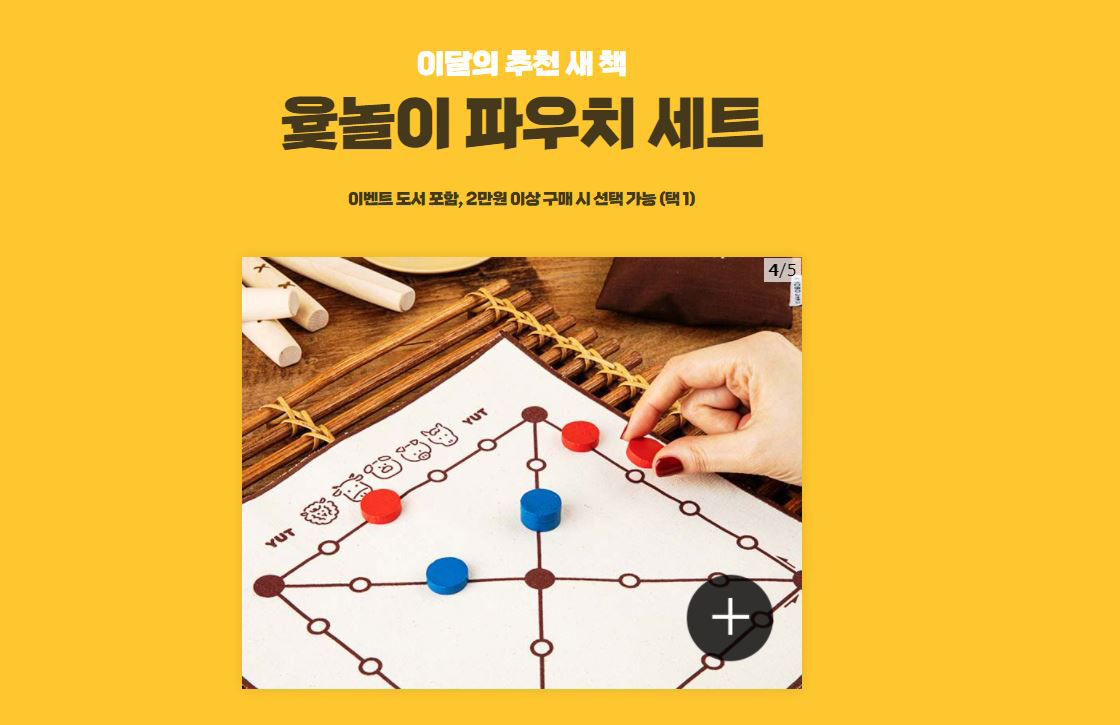 이달의 추천 새 책
윷놀이 파우치 세트
이벤트 도서 포함, 2만원 이상 구매 시 선택 가능 (택 1)
4/5
YUT
YUT